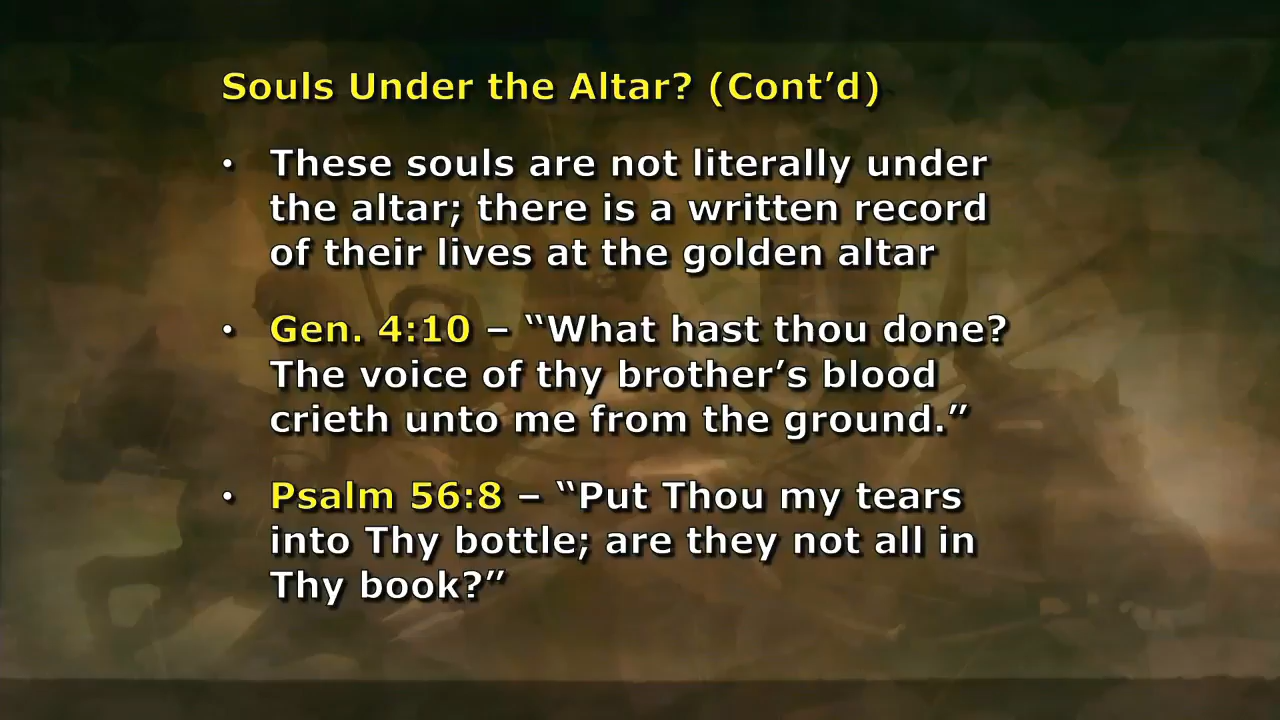 Souls Under the Altar? (Cont’d)
• These souls are not literally under
the altar; there is a written record
of their lives at the golden altar
• Gen. 4:10 – “What hast thou done?
The voice of thy brother’s blood
crieth unto me from the ground.”
• Psalm 56:8 – “Put Thou my tears
into Thy bottle; are they not all in
Thy book?”